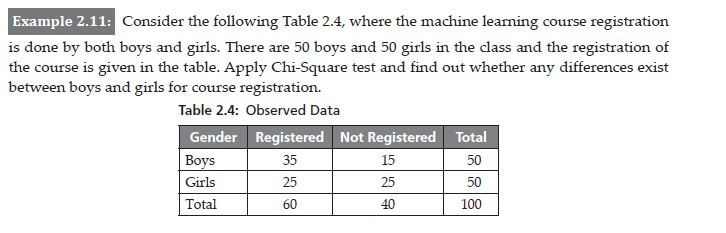 Example 2.11: Consider the following Table 2.4, where the machine learning course registration
is done by both boys and girls. There are 50 boys and 50 girls in the class and the registration of
the course is given in the table. Apply Chi-Square test and find out whether any differences exist
between boys and girls for course registration.
Table 2.4: Observed Data
Gender Registered Not Registered Total
Boys 35 15 50
Girls 25 25 50
Total 60 40 100